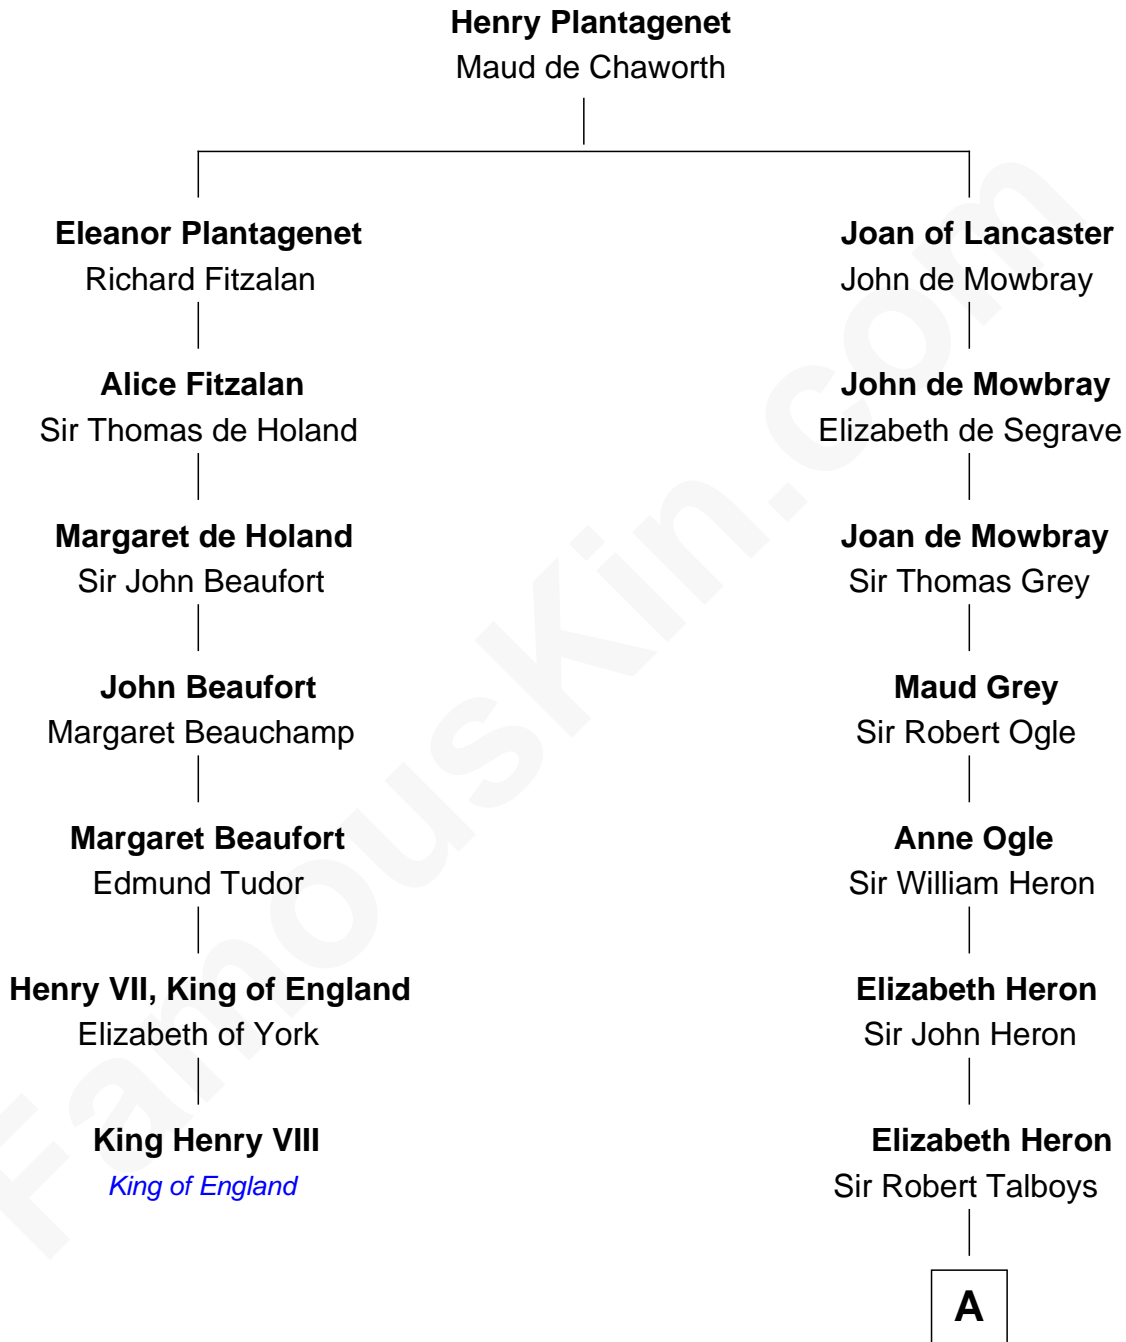 Henry Plantagenet
Maud de Chaworth
Eleanor Plantagenet
Richard Fitzalan
Alice Fitzalan
Sir Thomas de Holand
Margaret de Holand
Sir John Beaufort
John Beaufort
Margaret Beauchamp
Margaret Beaufort
Edmund Tudor
Henry VII, King of England
Elizabeth of York
King Henry VIII
King of England
Joan of Lancaster
John de Mowbray
John de Mowbray
Elizabeth de Segrave
Joan de Mowbray
Sir Thomas Grey
Maud Grey
Sir Robert Ogle
Anne Ogle
Sir William Heron
Elizabeth Heron
Sir John Heron
Elizabeth Heron
Sir Robert Talboys
A
FamousKin.com